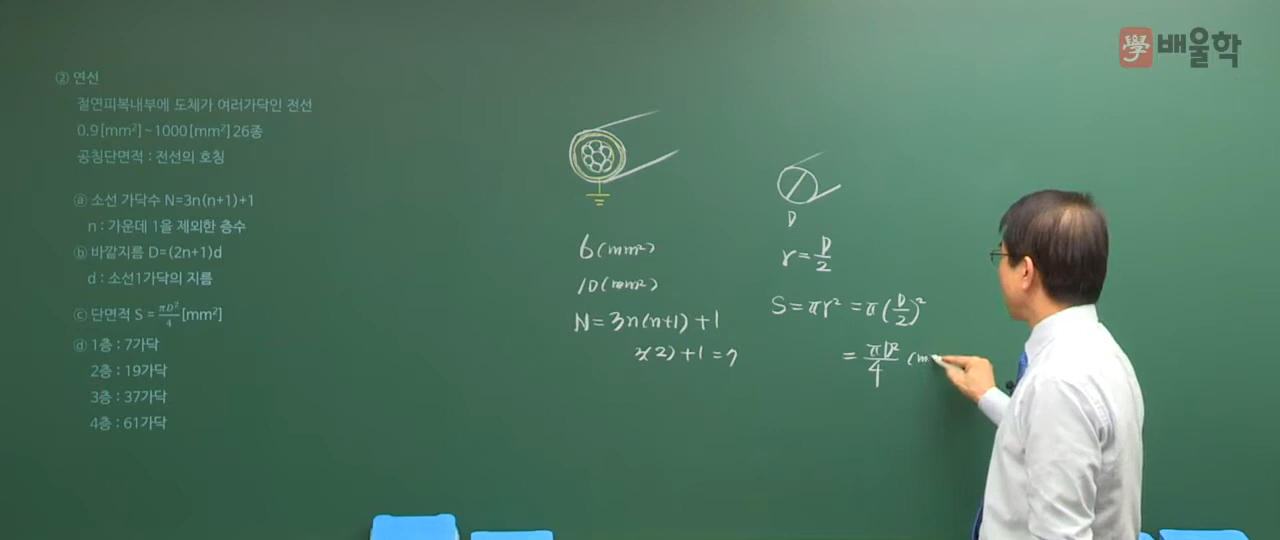 學 배울학
② 연선
절연피복내부에 도체가 여러가닥인 전선
0.9[mm²]~1000[mm²] 26종
공칭단면적 : 전선의 호칭
ⓐ 소선 가닥수 N=3n(n+1)+1
n : 가운데 1을 제외한 층수
ⓑ 바깥지름 D=(2n+1)d
d : 소선1가닥의 지름
ⓒ 단면적 S = πD²/4 [mm²]
ⓓ 1층 : 7가닥
2층 : 19가닥
3층 : 37가닥
4층 : 61가닥
6(mm²)
10(mm²)
N=3n(n+1)+1
3(2)+1=7
D
r=D/2
S=πr²=π(D/2)²
=πD²/4 (m